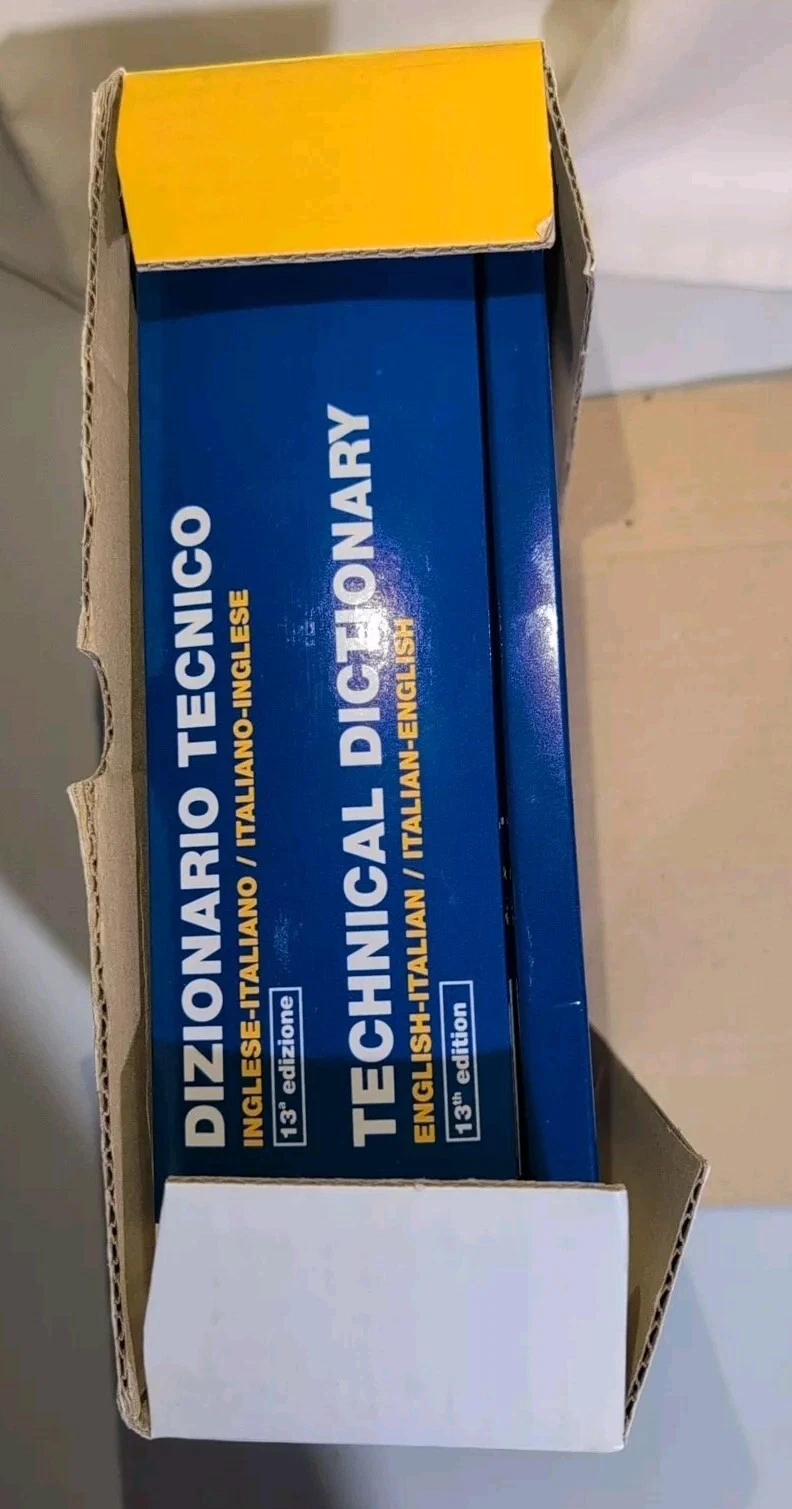 DIZIONARIO TECNICO
INGLESE-ITALIANO / ITALIANO-INGLESE
13ª edizione
TECHNICAL DICTIONARY
ENGLISH-ITALIAN / ITALIAN-ENGLISH
13th edition